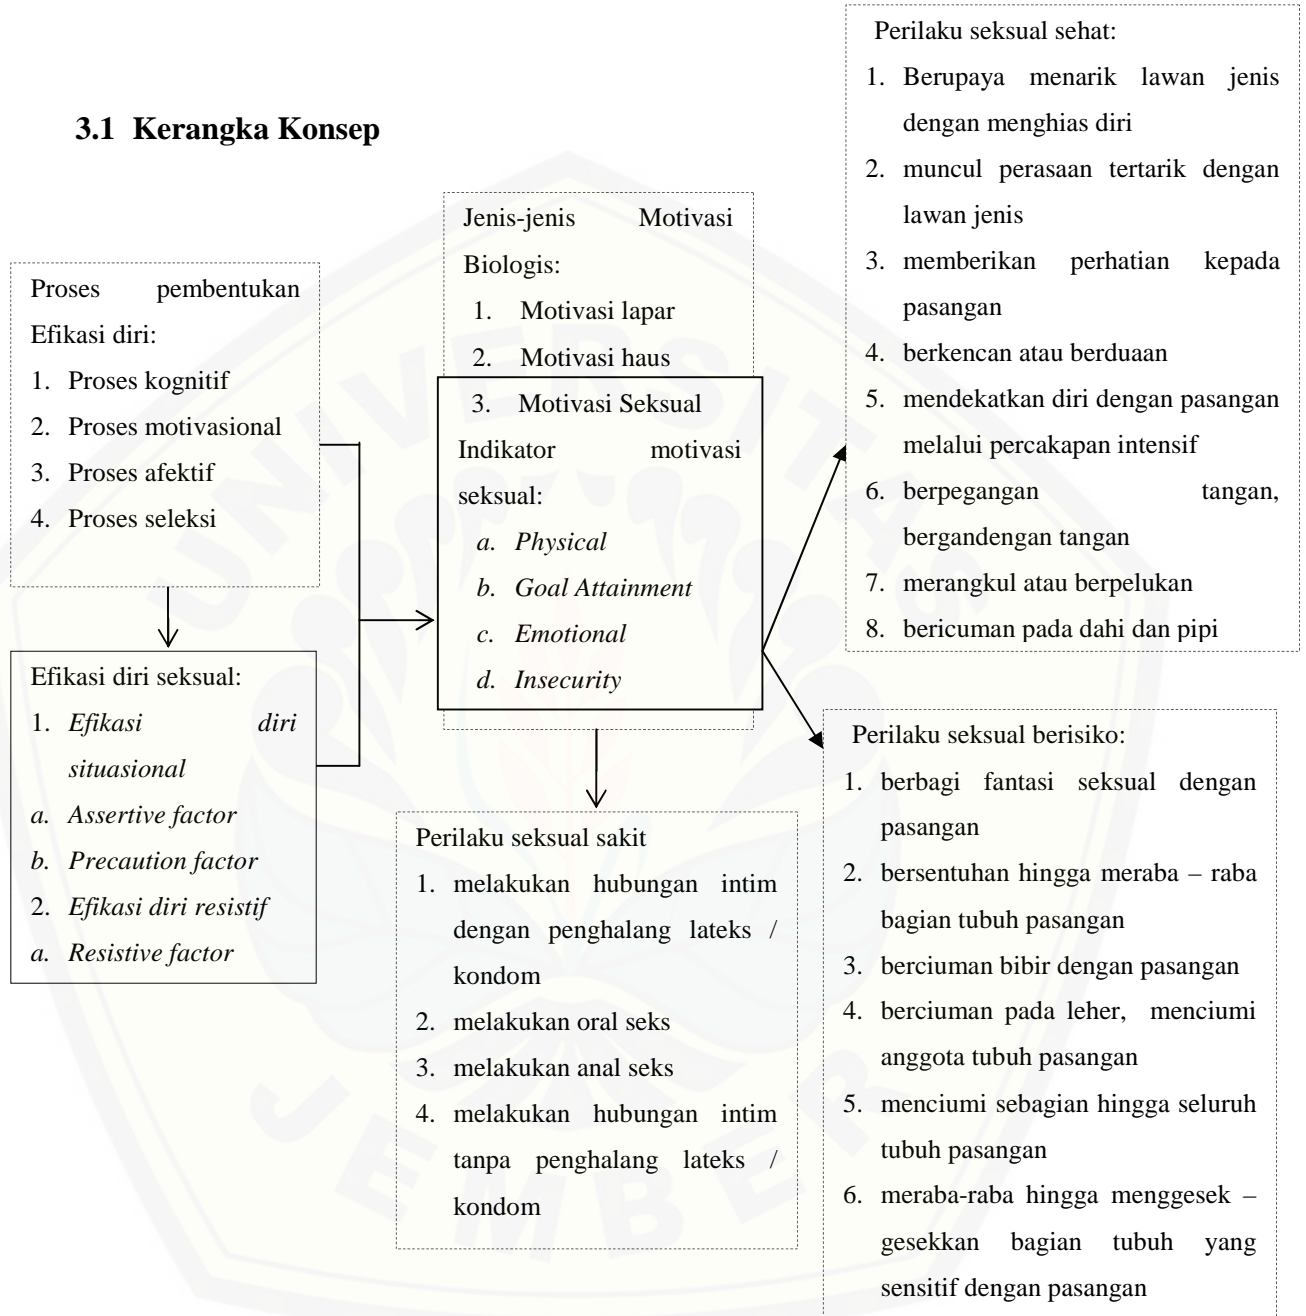 3.1 Kerangka Konsep
Proses pembentukan
Efikasi diri:
1. Proses kognitif
2. Proses motivasional
3. Proses afektif
4. Proses seleksi
Efikasi diri seksual:
1. Efikasi diri
situasional
a. Assertive factor
b. Precaution factor
2. Efikasi diri resistif
a. Resistive factor
Jenis-jenis Motivasi
Biologis:
1. Motivasi lapar
2. Motivasi haus
3. Motivasi Seksual
Indikator motivasi
seksual:
a. Physical
b. Goal Attainment
c. Emotional
d. Insecurity
Perilaku seksual sakit
1. melakukan hubungan intim
dengan penghalang lateks /
kondom
2. melakukan oral seks
3. melakukan anal seks
4. melakukan hubungan intim
tanpa penghalang lateks /
kondom
Perilaku seksual sehat:
1. Berupaya menarik lawan jenis
dengan menghias diri
2. muncul perasaan tertarik dengan
lawan jenis
3. memberikan perhatian kepada
pasangan
4. berkencan atau berduaan
5. mendekatkan diri dengan pasangan
melalui percakapan intensif
6. berpegangan tangan,
bergandengan tangan
7. merangkul atau berpelukan
8. bericuman pada dahi dan pipi
Perilaku seksual berisiko:
1. berbagi fantasi seksual dengan
pasangan
2. bersentuhan hingga meraba – raba
bagian tubuh pasangan
3. berciuman bibir dengan pasangan
4. berciuman pada leher, menciumi
anggota tubuh pasangan
5. menciumi sebagian hingga seluruh
tubuh pasangan
6. meraba-raba hingga menggesek –
gesekkan bagian tubuh yang
sensitif dengan pasangan
UNIVERSITAS
JEMBER